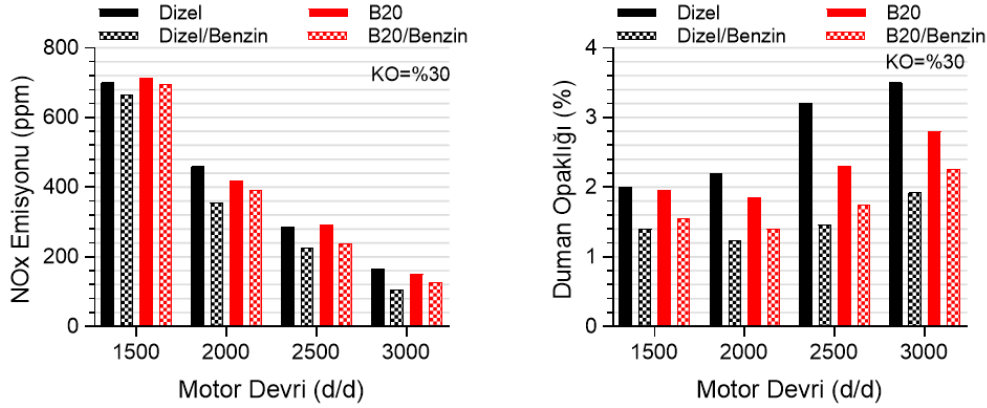 Dizel B20
Dizel/Benzin B20/Benzin
KO=%30
800
600
400
200
0
NOx Emisyonu (ppm)
1500 2000 2500 3000
Motor Devri (d/d)
Dizel B20
Dizel/Benzin B20/Benzin
KO=%30
4
3
2
1
0
Duman Opaklığı (%)
1500 2000 2500 3000
Motor Devri (d/d)